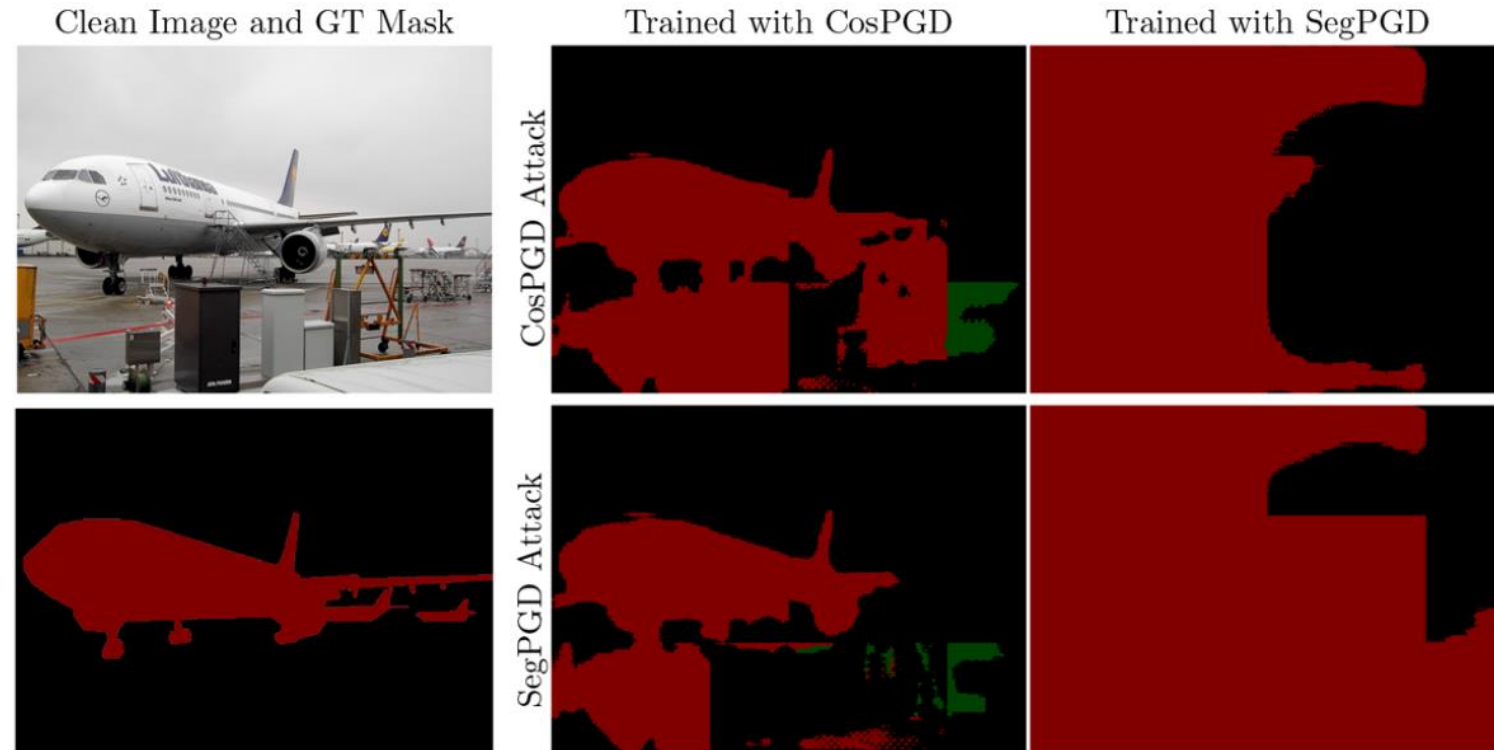 Clean Image and GT Mask
Trained with CosPGD
Trained with SegPGD
CosPGD Attack
Lufthansa
SegPGD Attack